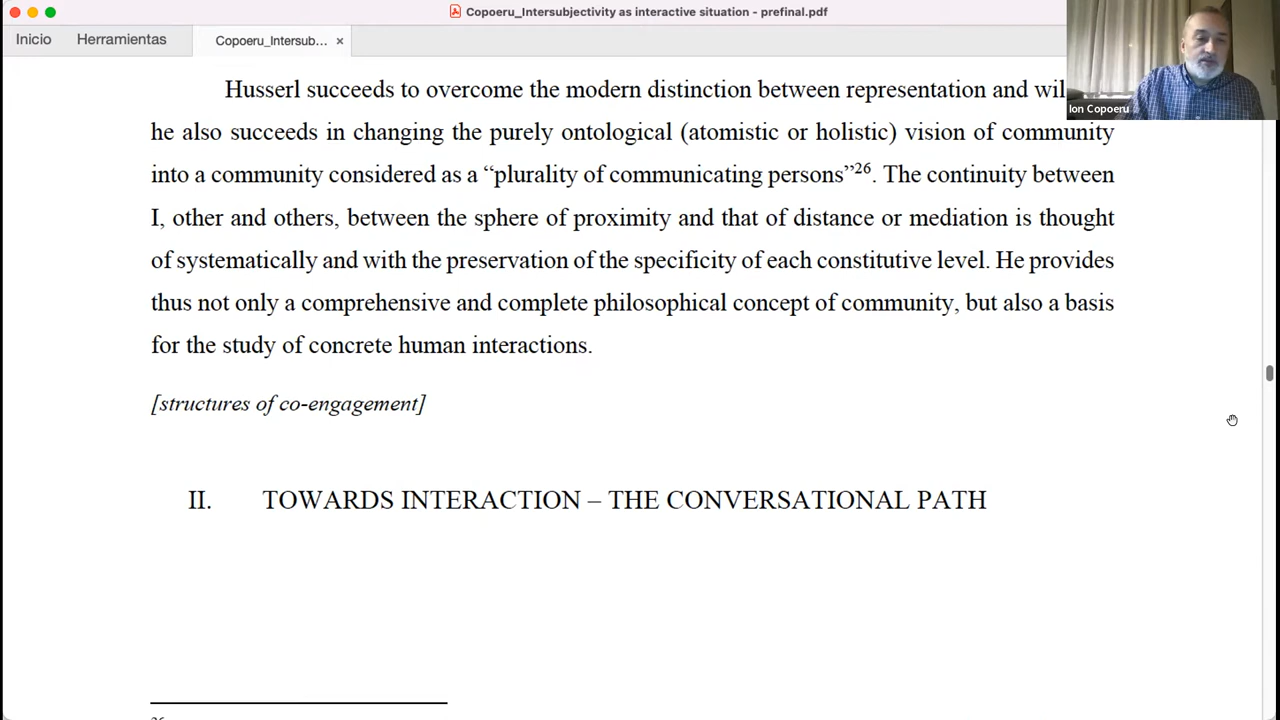 Copoeru_Intersubjectivity as interactive situation - prefinal.pdf
Inicio
Herramientas
Copoeru_Intersub... ×
Ion Copoeru
Husserl succeeds to overcome the modern distinction between representation and
he also succeeds in changing the purely ontological (atomistic or holistic) vision of community
into a community considered as a “plurality of communicating persons”26. The continuity between
I, other and others, between the sphere of proximity and that of distance or mediation is thought
of systematically and with the preservation of the specificity of each constitutive level. He provides
thus not only a comprehensive and complete philosophical concept of community, but also a basis
for the study of concrete human interactions.
[structures of co-engagement]
II. TOWARDS INTERACTION – THE CONVERSATIONAL PATH